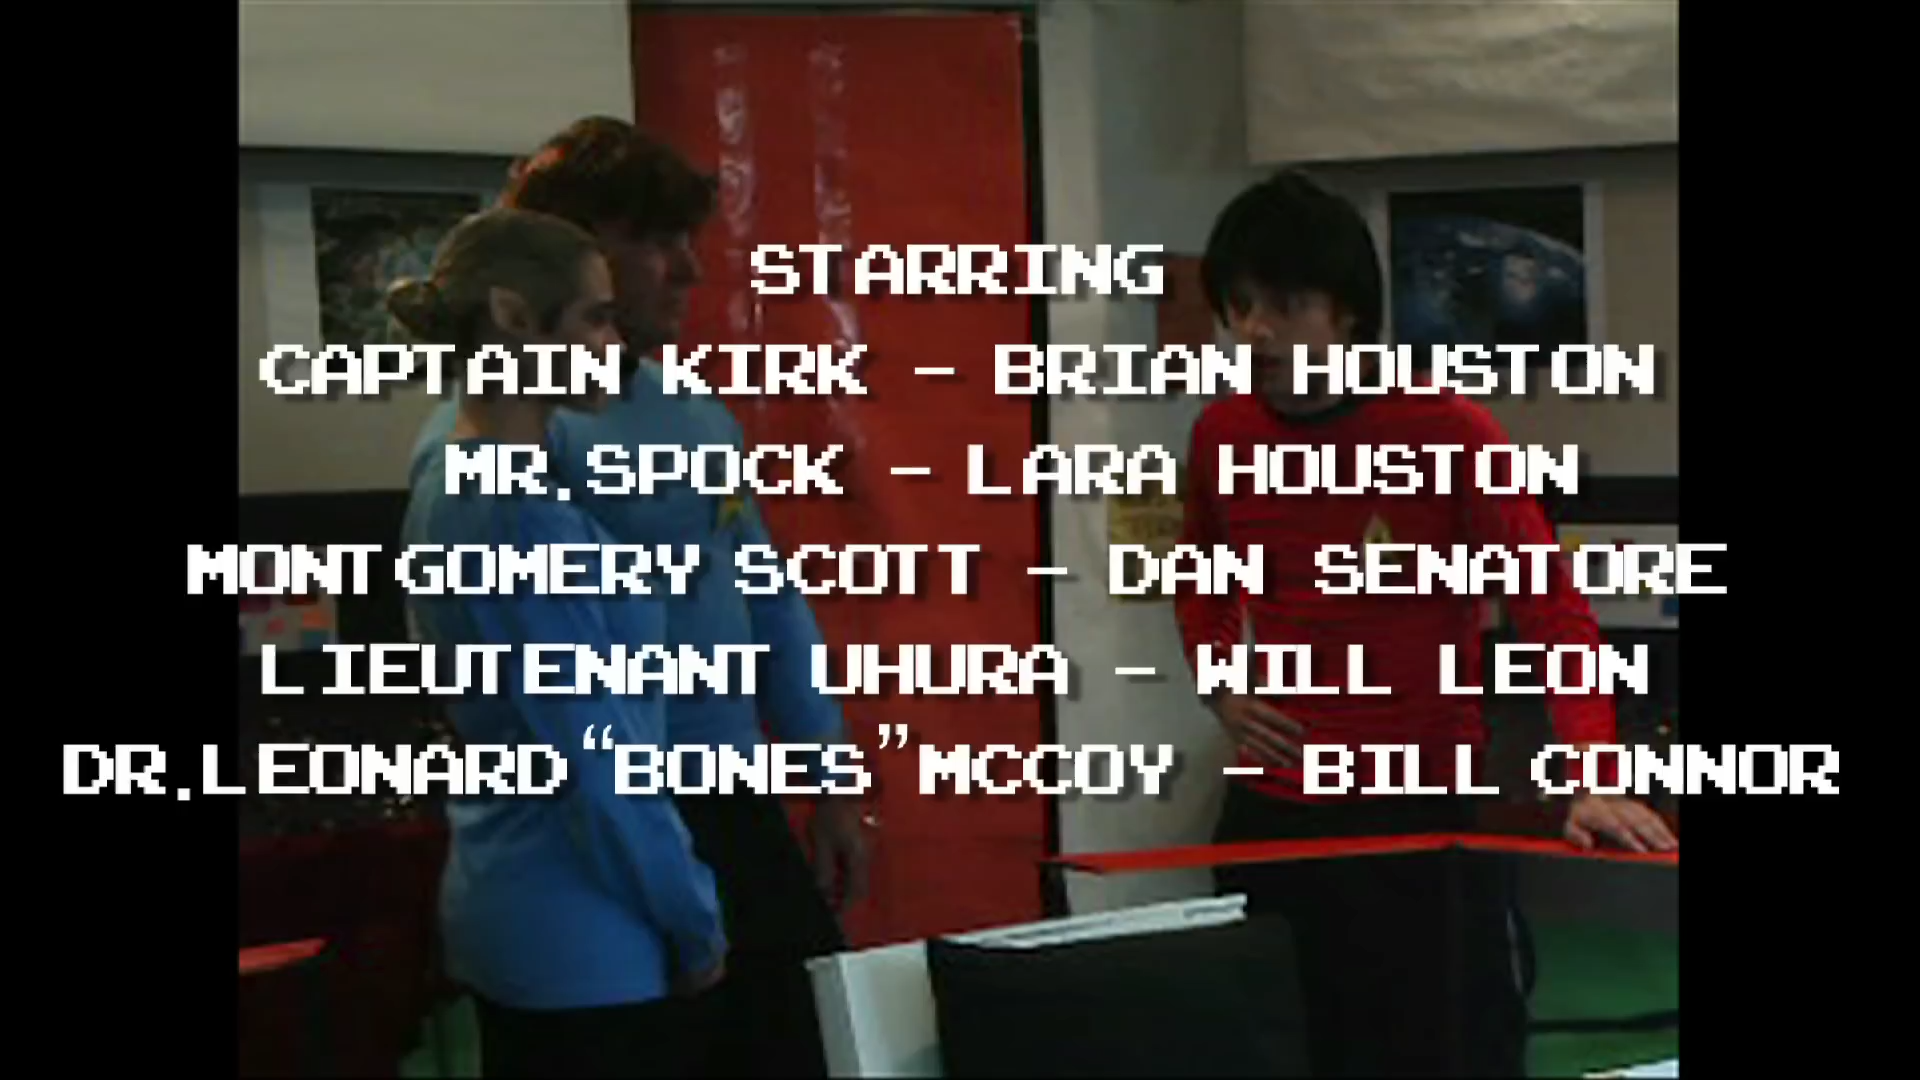 STARRING
CAPTAIN KIRK - BRIAN HOUSTON
MR.SPOCK - LARA HOUSTON
MONTGOMERY SCOTT - DAN SENATORE
LIEUTENANT UHURA - WILL LEON
DR.LEONARD “BONES” MCCOY - BILL CONNOR